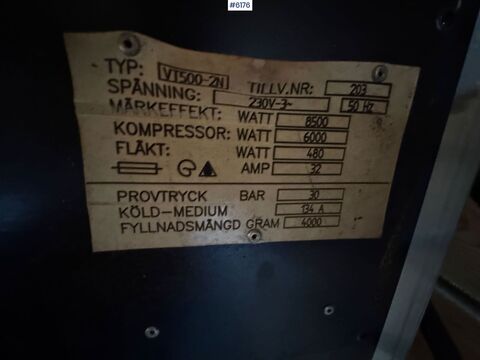 #6176
TYP: VT500-2N TILLV.NR: 203
SPÄNNING: 230V-3~ 50 Hz
MÄRKEFFEKT: WATT 8500
KOMPRESSOR: WATT 6000
FLÄKT: WATT 480
AMP 32
PROVTRYCK BAR 30
KÖLD-MEDIUM 134 A
FYLLNADSMÄNGD GRAM 4000